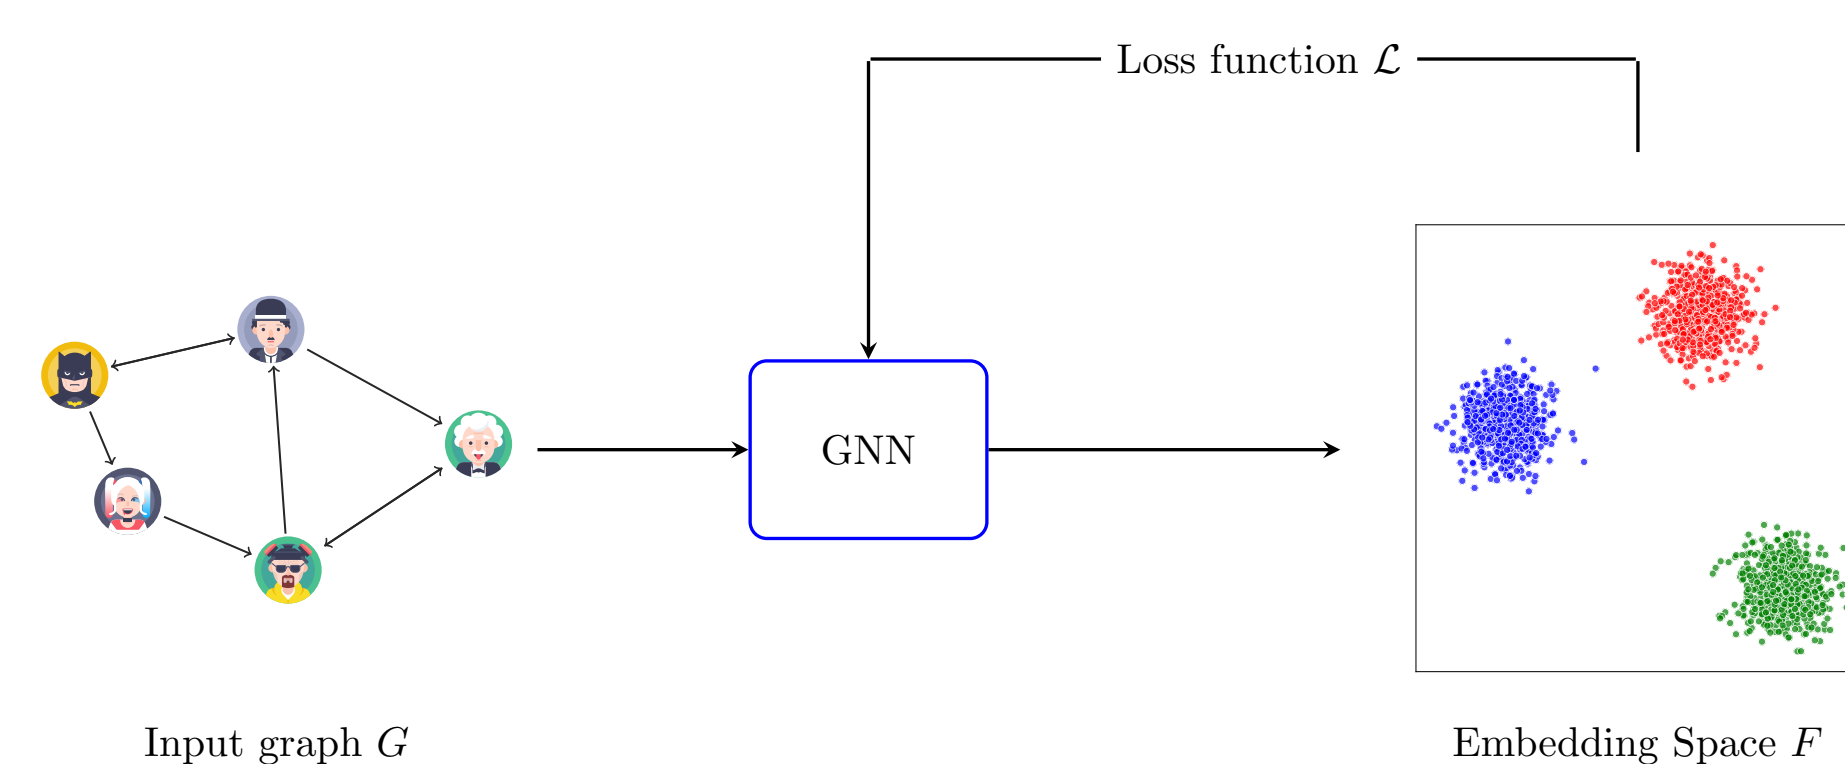 Loss function ℒ
GNN
Input graph G
Embedding Space F